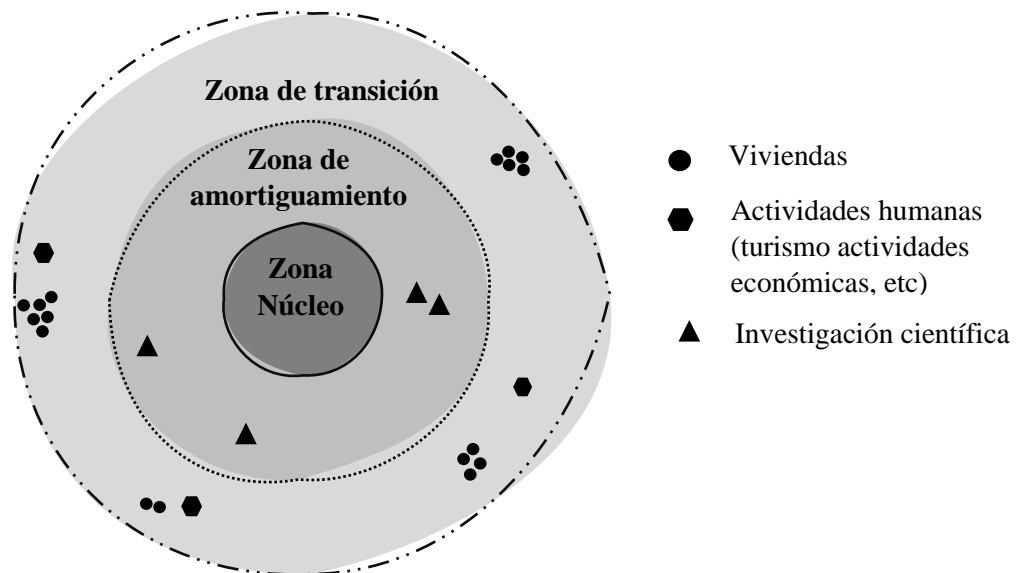 Zona de transición
Zona de
amortiguamiento
Zona
Núcleo
Viviendas
Actividades humanas
(turismo actividades
económicas, etc)
Investigación científica